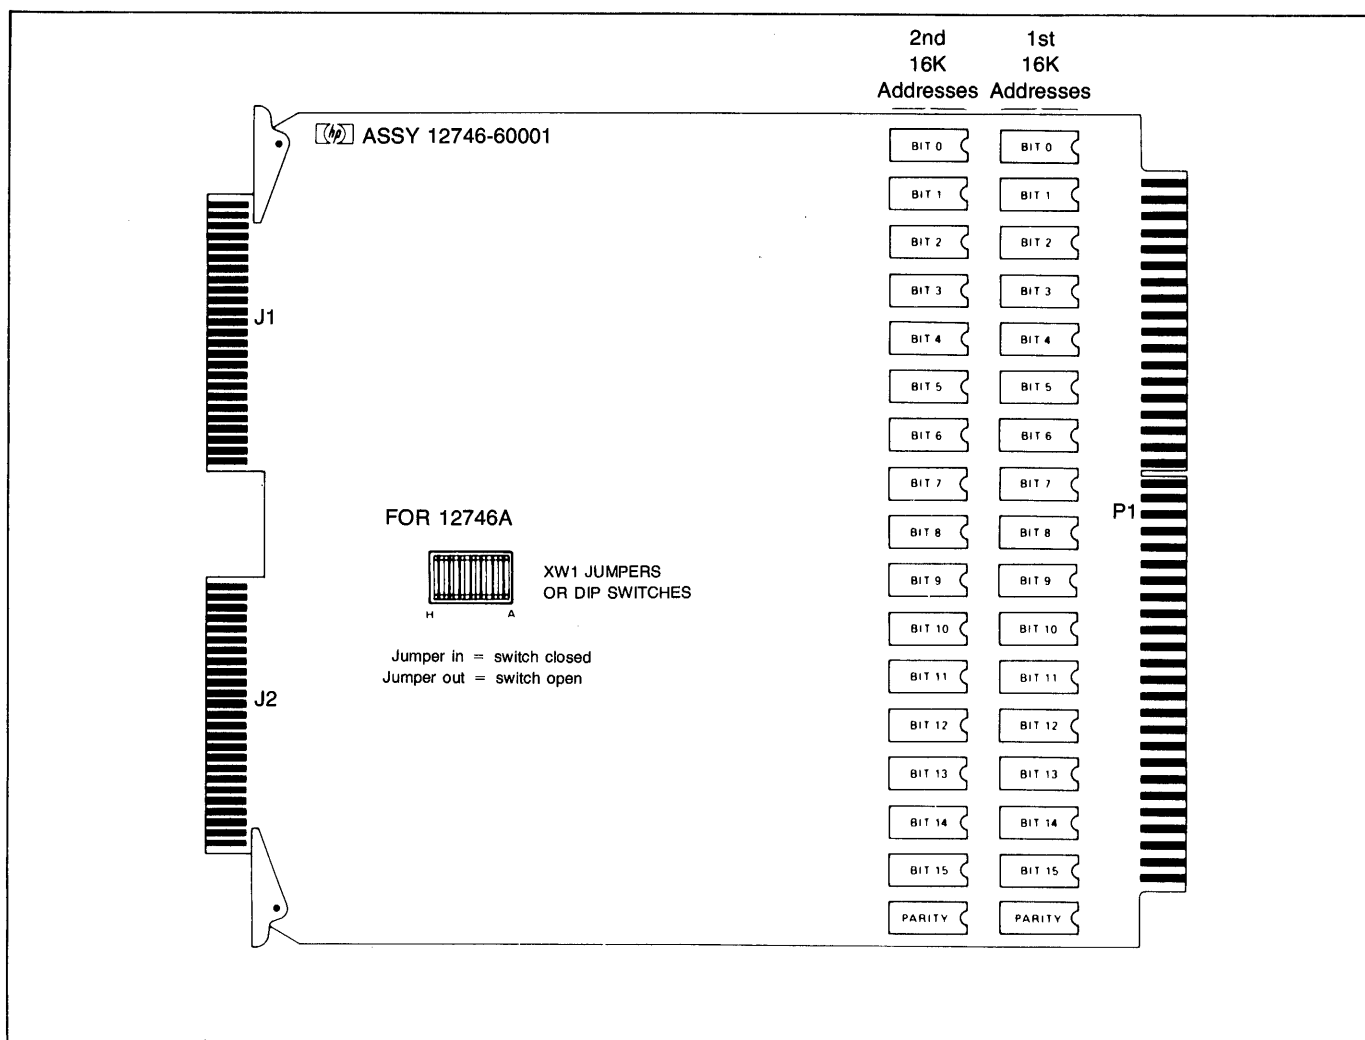 2nd 1st
16K 16K
Addresses Addresses
hp ASSY 12746-60001
BIT 0 BIT 0
BIT 1 BIT 1
BIT 2 BIT 2
BIT 3 BIT 3
J1
BIT 4 BIT 4
BIT 5 BIT 5
BIT 6 BIT 6
BIT 7 BIT 7
P1
FOR 12746A
BIT 8 BIT 8
XW1 JUMPERS
OR DIP SWITCHES
BIT 9 BIT 9
H A
BIT 10 BIT 10
Jumper in = switch closed
Jumper out = switch open
BIT 11 BIT 11
J2
BIT 12 BIT 12
BIT 13 BIT 13
BIT 14 BIT 14
BIT 15 BIT 15
PARITY PARITY